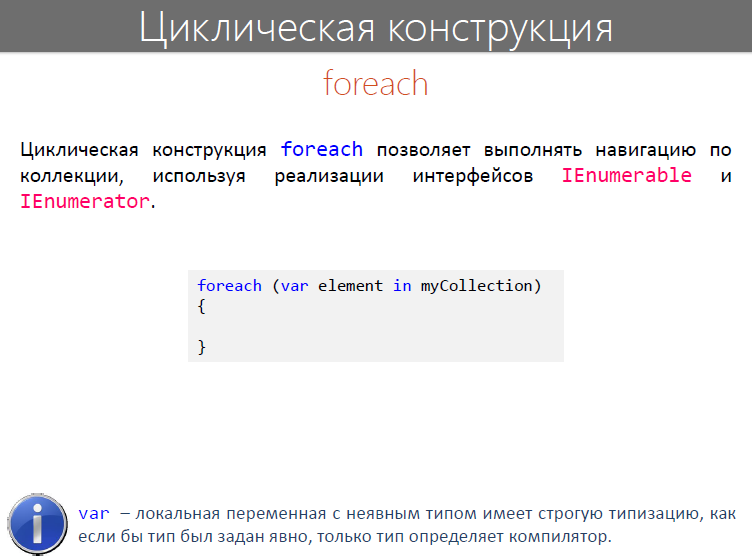 Циклическая конструкция
foreach
Циклическая конструкция foreach позволяет выполнять навигацию по
коллекции, используя реализации интерфейсов IEnumerable и
IEnumerator.
foreach (var element in myCollection)
{
}
var – локальная переменная с неявным типом имеет строгую типизацию, как
если бы тип был задан явно, только тип определяет компилятор.